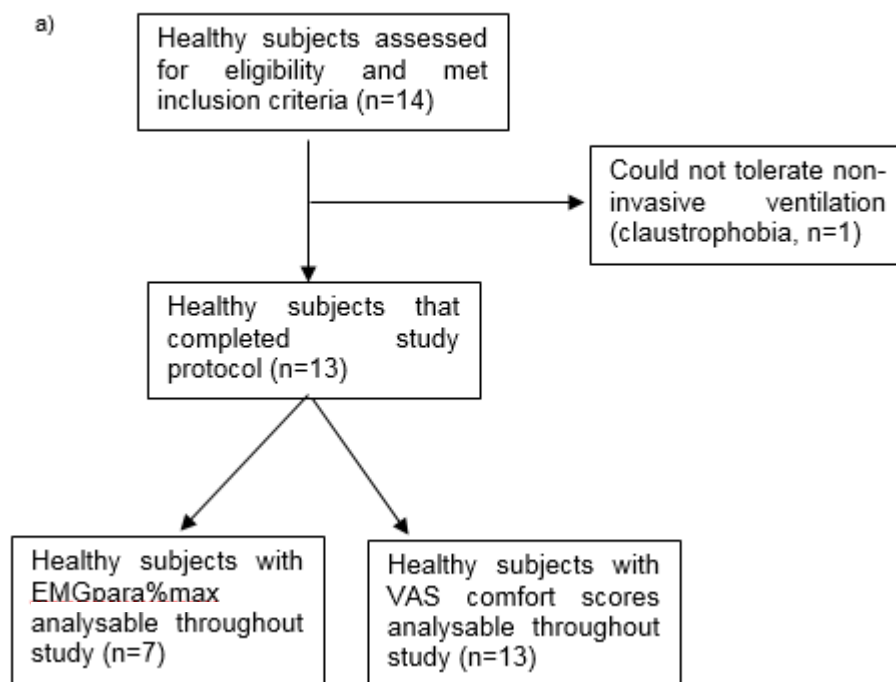 a)
Healthy subjects assessed
for eligibility and met
inclusion criteria (n=14)
Could not tolerate non-
invasive ventilation
(claustrophobia, n=1)
Healthy subjects that
completed study
protocol (n=13)
Healthy subjects with
EMGpara%max
analysable throughout
study (n=7)
Healthy subjects with
VAS comfort scores
analysable throughout
study (n=13)